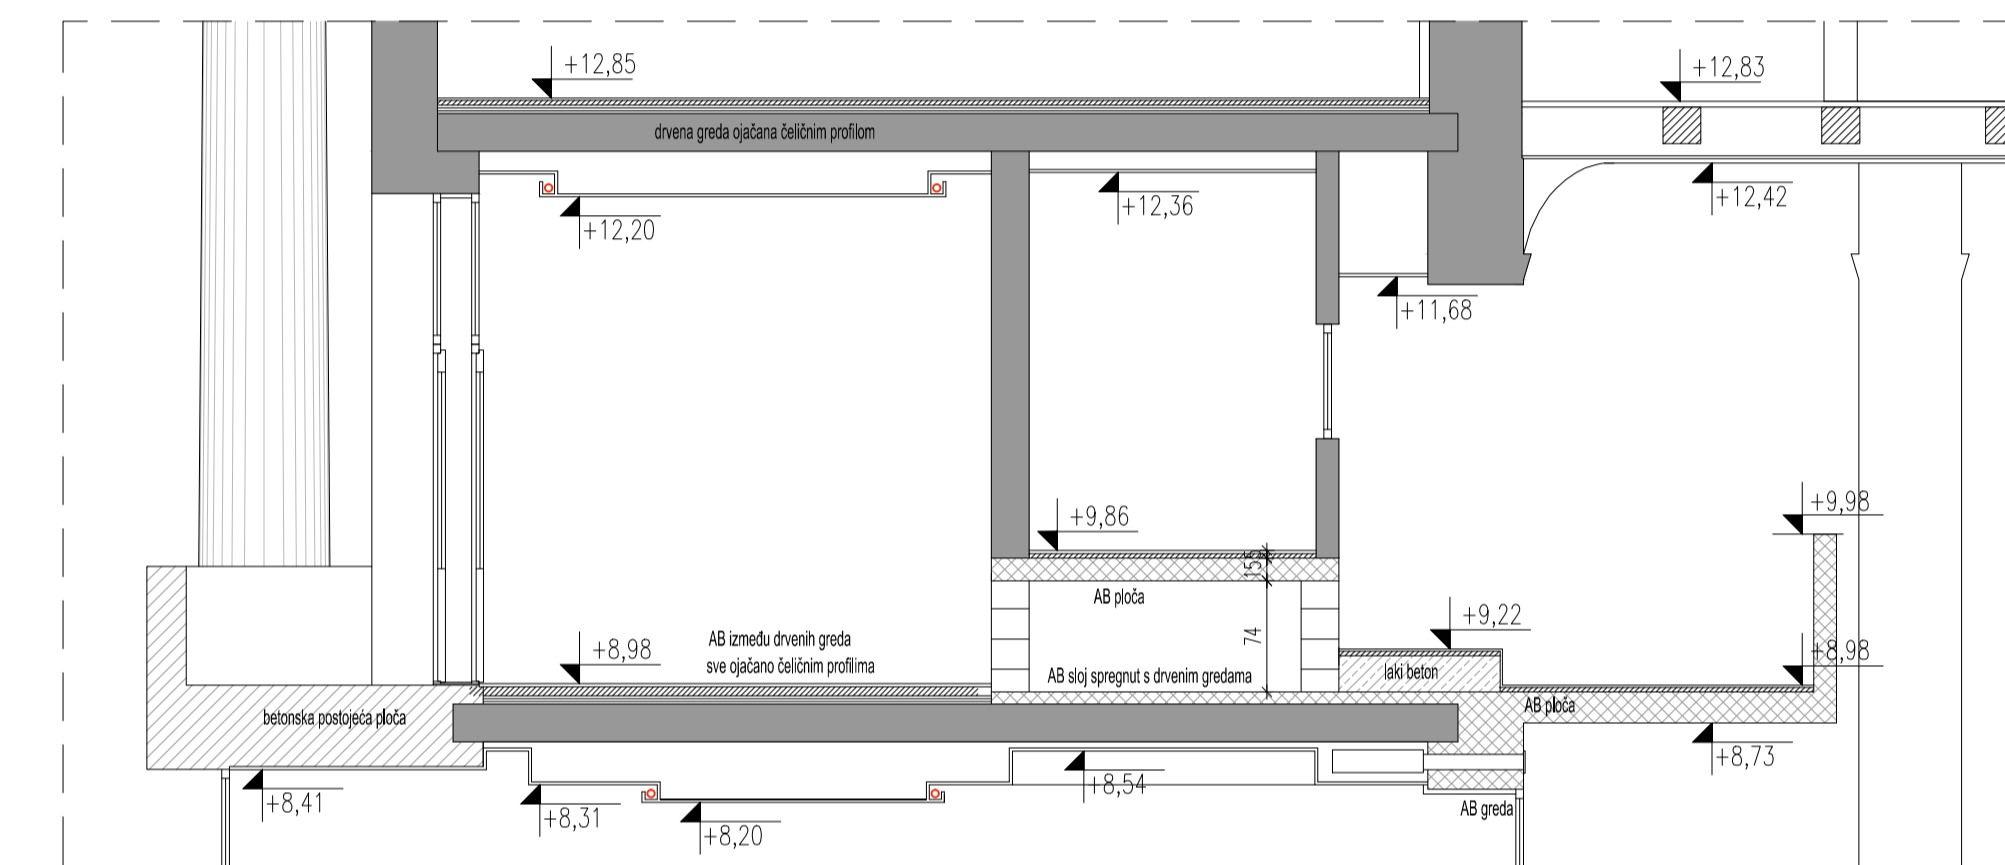 +12,85
+12,83
drvena greda ojačana čeličnim profilom
+12,20
+12,36
+12,42
+11,68
+9,86
+9,98
74
AB ploča
+9,22
+8,98
AB između drvenih greda
sve ojačano čeličnim profilima
+8,98
AB sloj spregnut s drvenim gredama
laki beton
AB ploča
betonska postojeća ploča
+8,73
+8,54
+8,41
+8,31
+8,20
AB greda